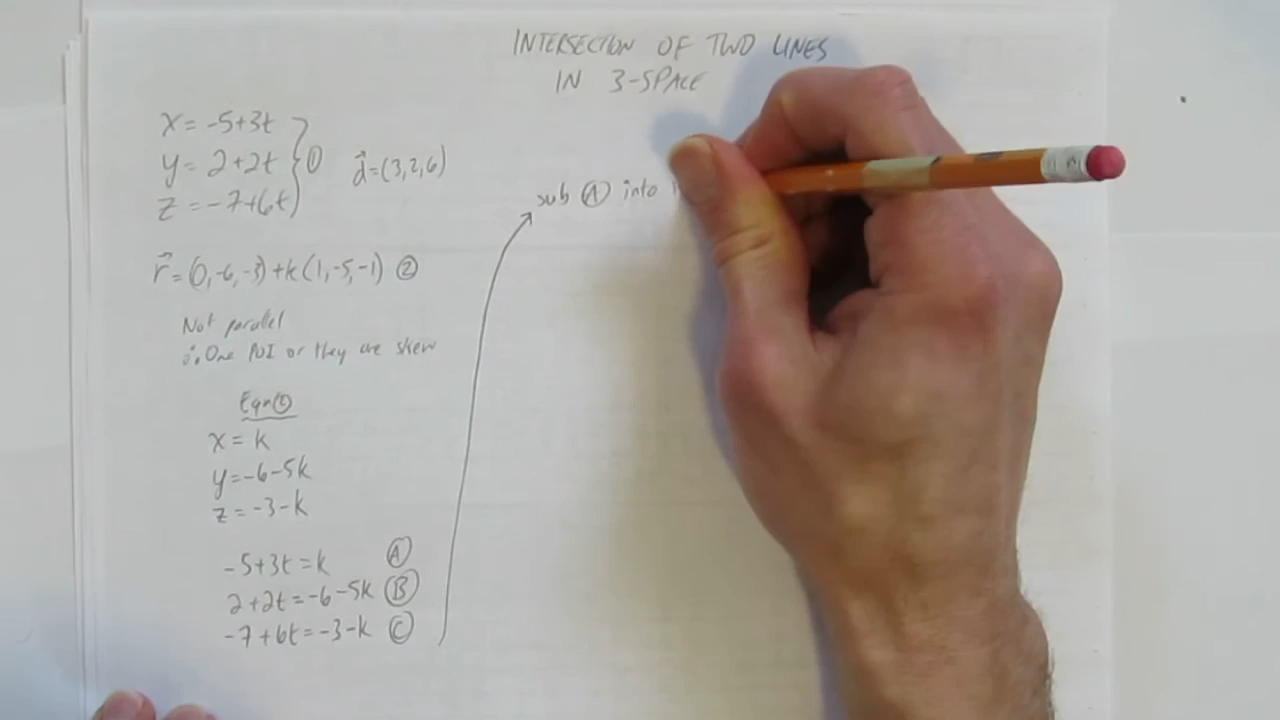 INTERSECTION OF TWO LINES
IN 3-SPACE
x = -5+3t
y = 2+2t
z = -7+6t
① d⃗=(3,2,6)
r⃗ = (0,-6,-3)+k(1,-5,-1) ②
Not parallel
∴ One POI or they are skew
Eqn②
x = k
y = -6-5k
z = -3-k
-5+3t = k Ⓐ
2+2t = -6-5k Ⓑ
-7+6t = -3-k Ⓒ
sub Ⓐ into